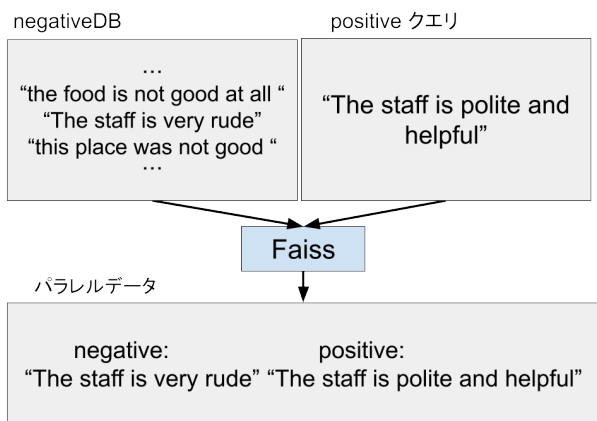 negativeDB
positive クエリ
…
“the food is not good at all “
“The staff is very rude”
“this place was not good “
…
“The staff is polite and
helpful”
Faiss
パラレルデータ
negative:
positive:
“The staff is very rude” “The staff is polite and helpful”